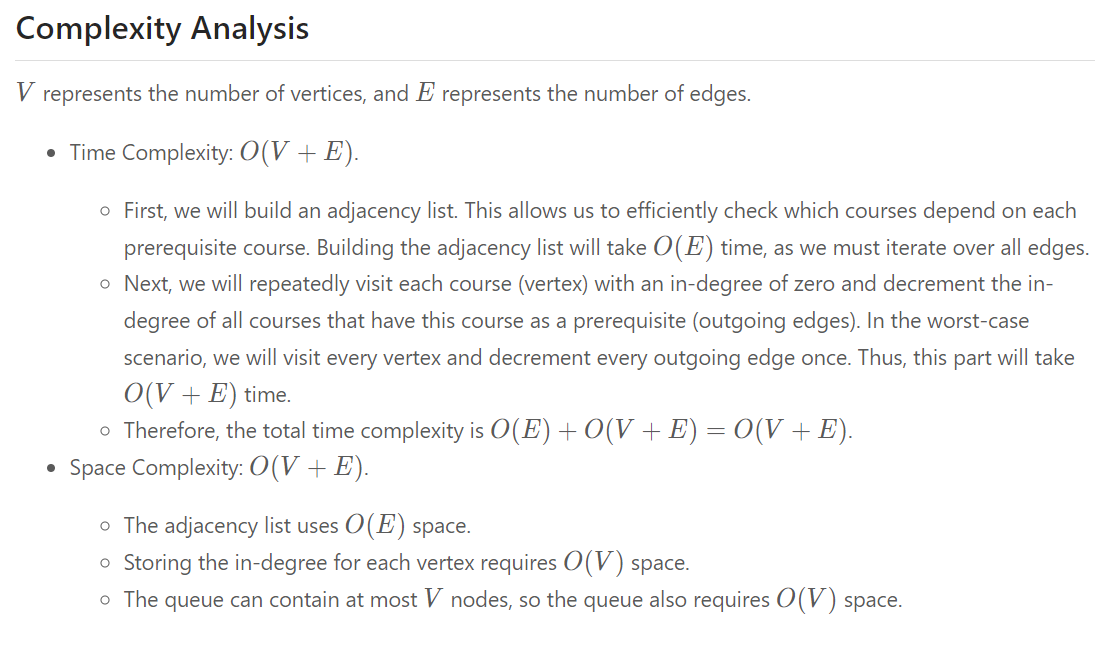 Complexity Analysis
V represents the number of vertices, and E represents the number of edges.
• Time Complexity: O(V + E).
◦ First, we will build an adjacency list. This allows us to efficiently check which courses depend on each
prerequisite course. Building the adjacency list will take O(E) time, as we must iterate over all edges.
◦ Next, we will repeatedly visit each course (vertex) with an in-degree of zero and decrement the in-
degree of all courses that have this course as a prerequisite (outgoing edges). In the worst-case
scenario, we will visit every vertex and decrement every outgoing edge once. Thus, this part will take
O(V + E) time.
◦ Therefore, the total time complexity is O(E) + O(V + E) = O(V + E).
• Space Complexity: O(V + E).
◦ The adjacency list uses O(E) space.
◦ Storing the in-degree for each vertex requires O(V) space.
◦ The queue can contain at most V nodes, so the queue also requires O(V) space.